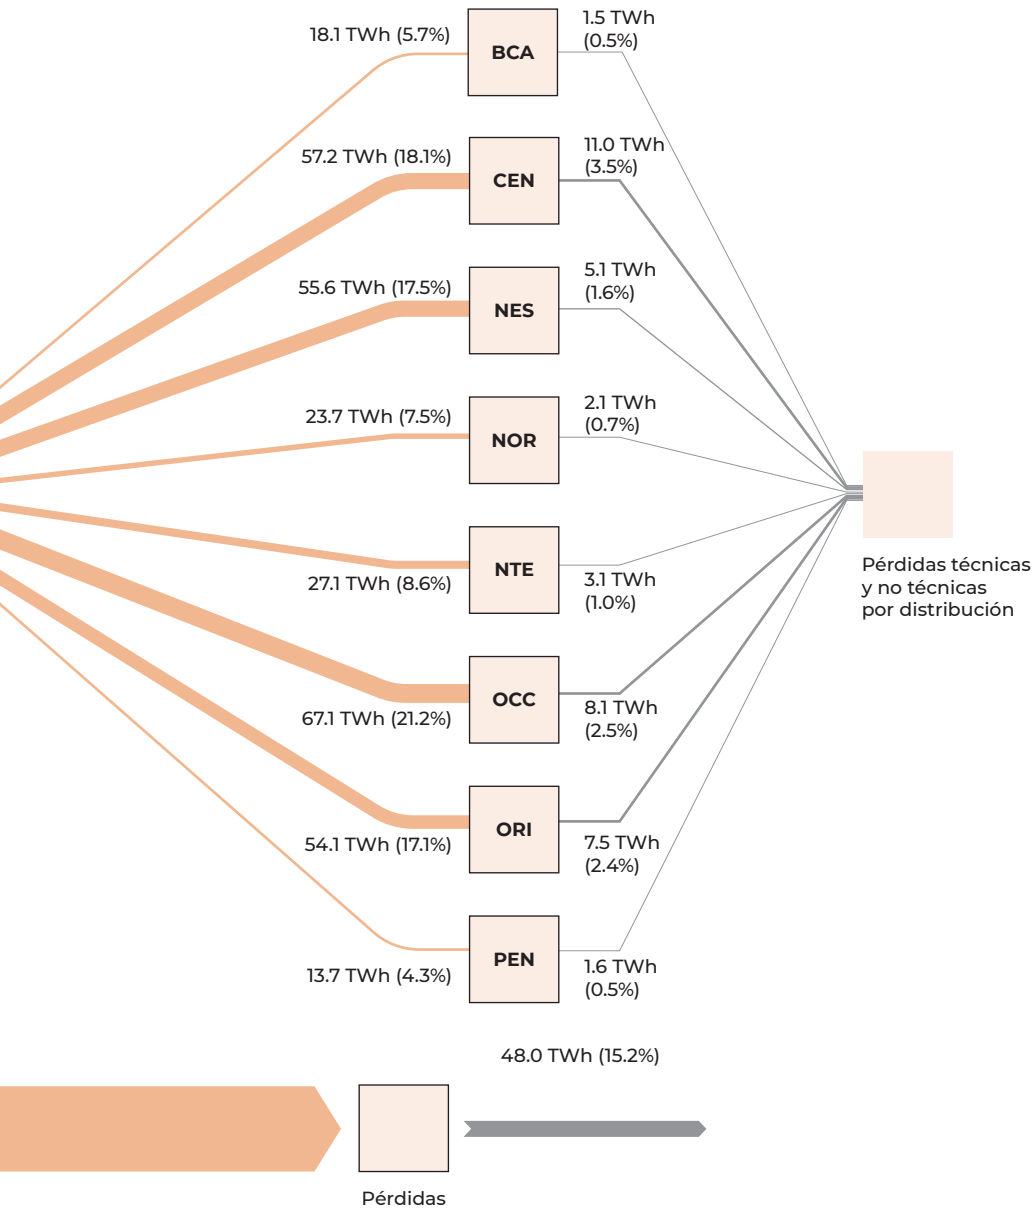 18.1 TWh (5.7%)
BCA
1.5 TWh
(0.5%)
57.2 TWh (18.1%)
CEN
11.0 TWh
(3.5%)
55.6 TWh (17.5%)
NES
5.1 TWh
(1.6%)
23.7 TWh (7.5%)
NOR
2.1 TWh
(0.7%)
27.1 TWh (8.6%)
NTE
3.1 TWh
(1.0%)
Pérdidas técnicas
y no técnicas
por distribución
67.1 TWh (21.2%)
OCC
8.1 TWh
(2.5%)
54.1 TWh (17.1%)
ORI
7.5 TWh
(2.4%)
13.7 TWh (4.3%)
PEN
1.6 TWh
(0.5%)
48.0 TWh (15.2%)
Pérdidas